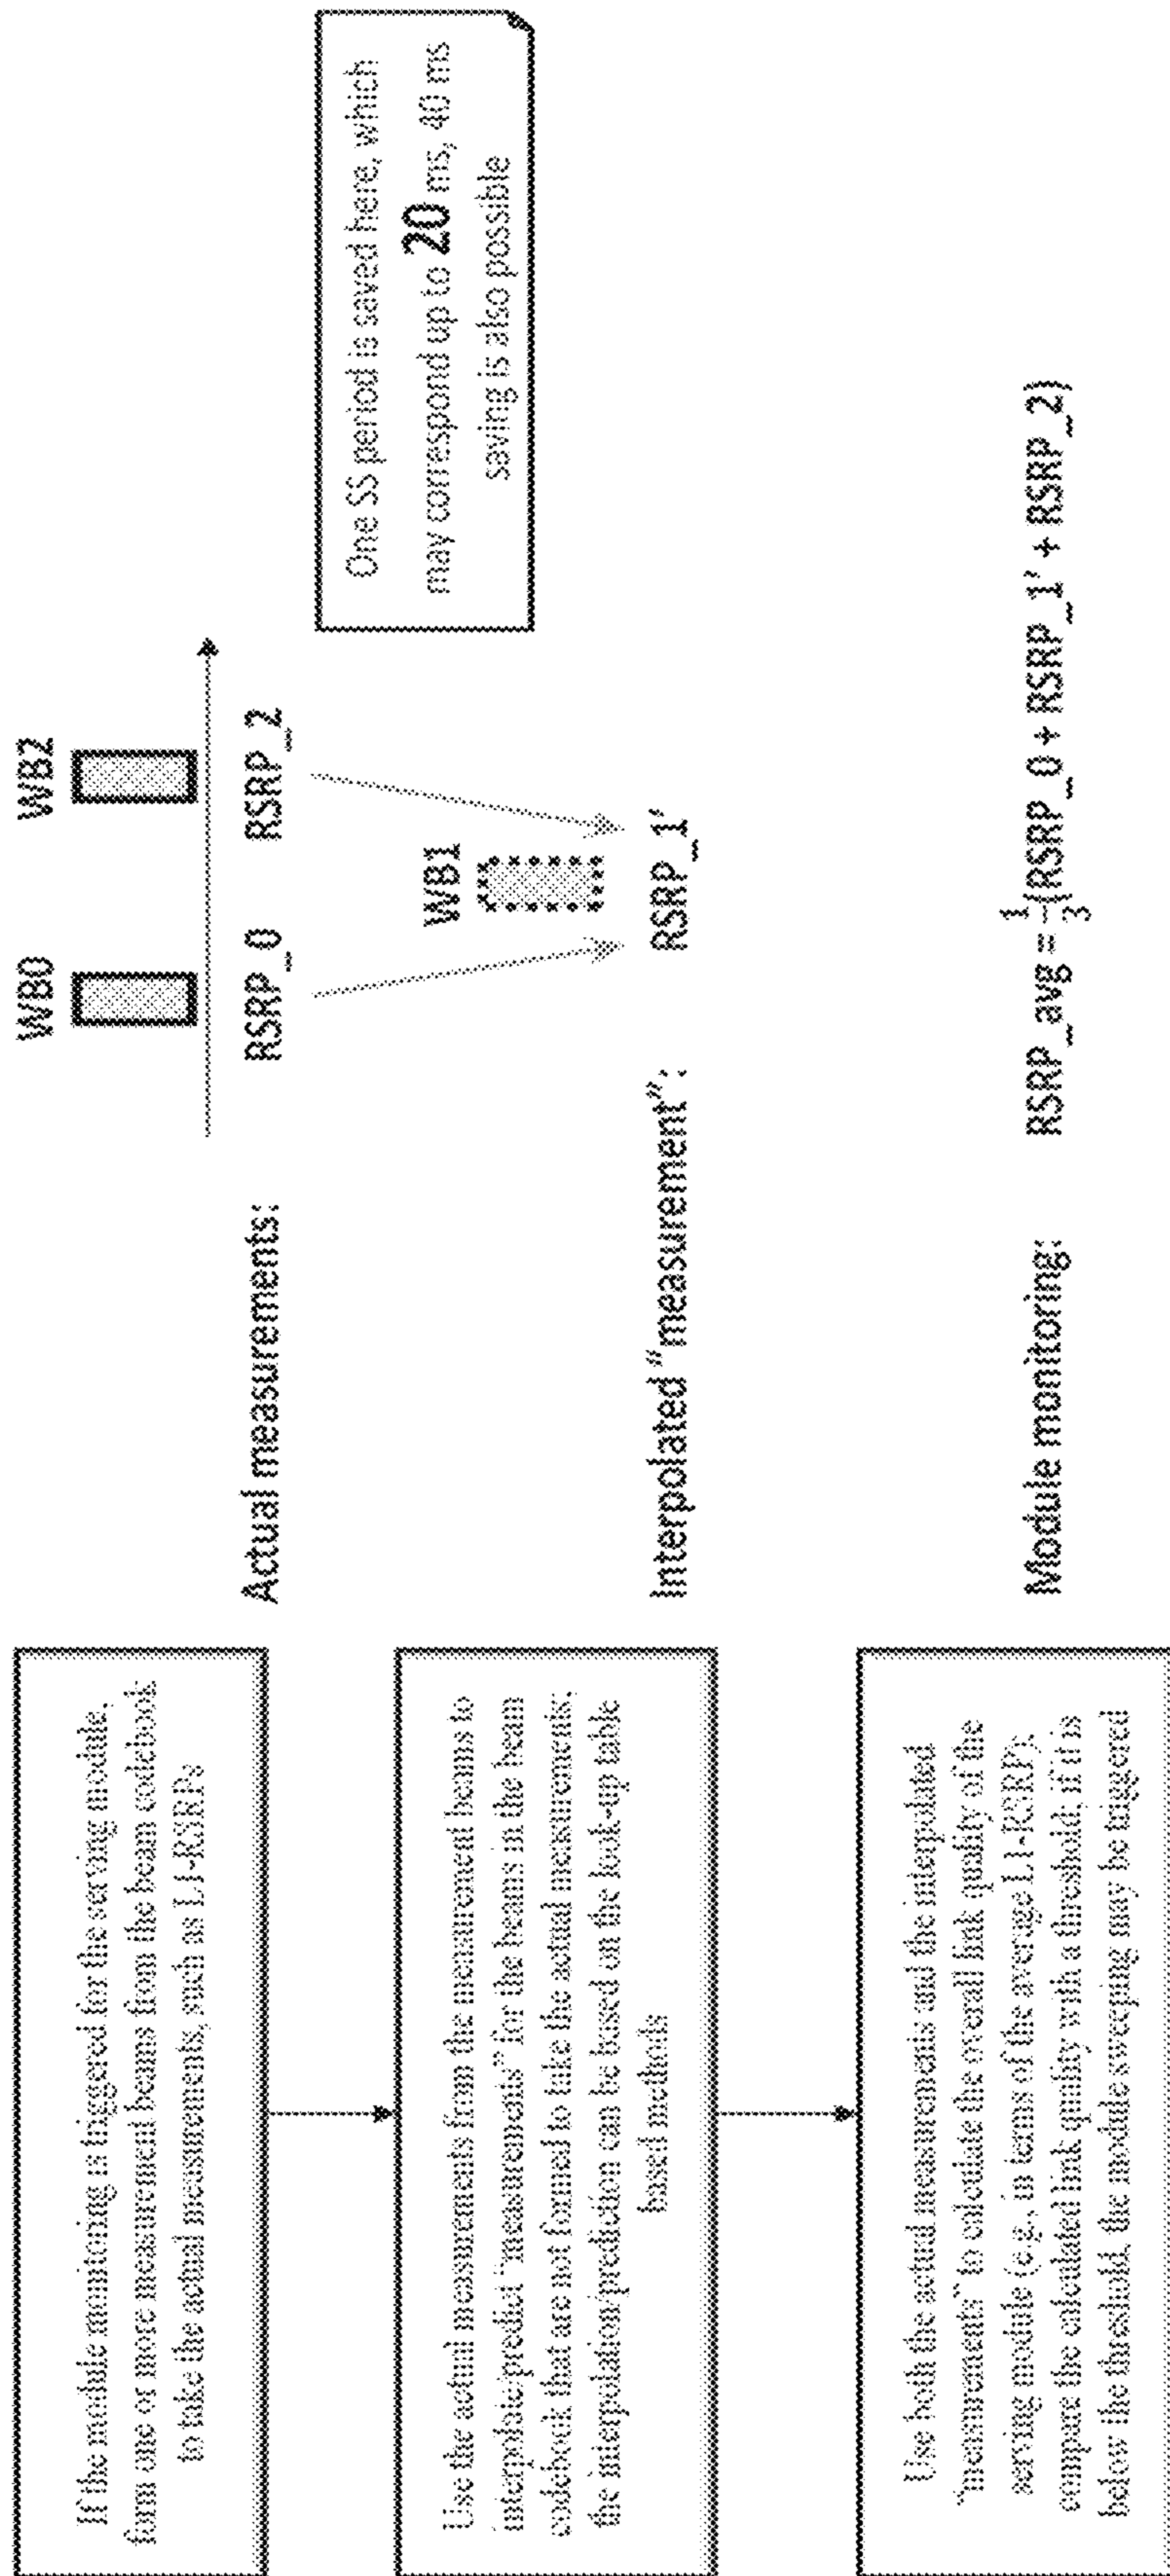 If the module monitoring is triggered for the serving module,
form one or more measurement beams from the beam codebook
to take the actual measurements, such as L1-RSRPs
Use the actual measurements from the measurement beams to
interpolate/predict "measurements" for the beams in the beam
codebook that are not formed to take the actual measurements;
the interpolation/prediction can be based on the look-up table
based methods
Use both the actual measurements and the interpolated
"measurements" to calculate the overall link quality of the
serving module (e.g., in terms of the average L1-RSRP);
compare the calculated link quality with a threshold; if it is
below the threshold, the module sweeping may be triggered
Actual measurements:
WB0
WB2
RSRP_0
RSRP_2
One SS period is saved here, which
may correspond up to 20 ms, 40 ms
saving is also possible
Interpolated "measurement":
WB1
RSRP_1'
Module monitoring:
RSRP_avg = 1/3 (RSRP_0 + RSRP_1' + RSRP_2)